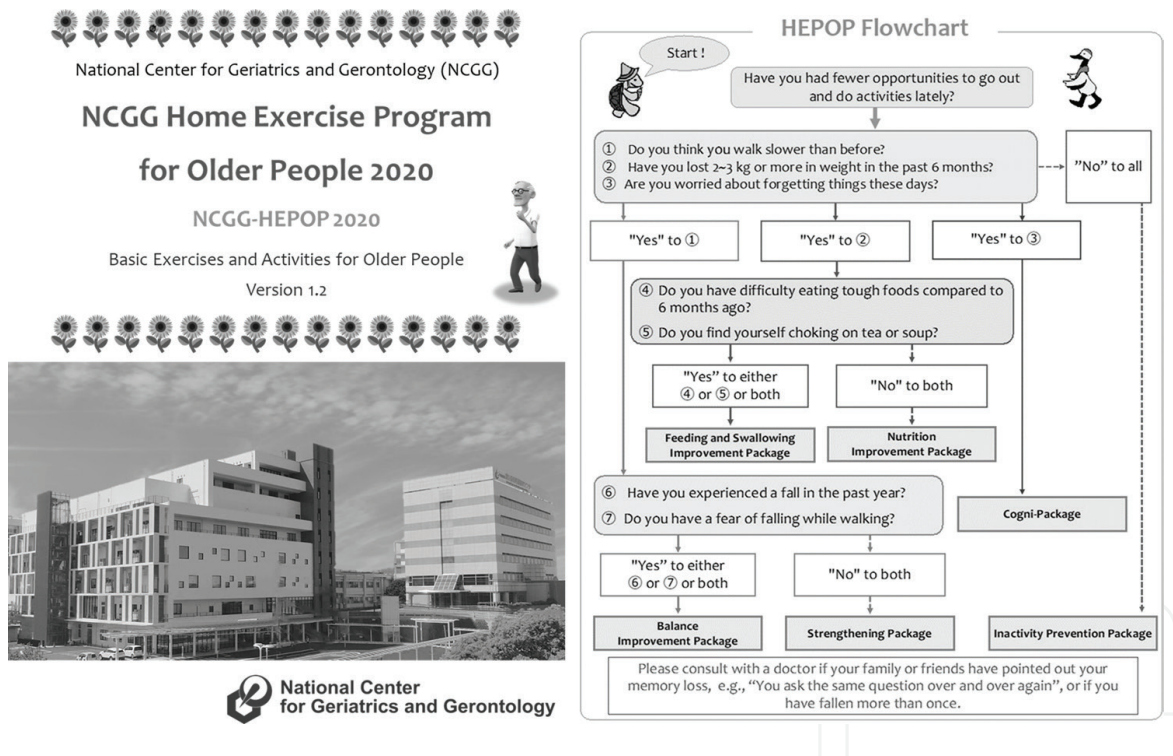 National Center for Geriatrics and Gerontology (NCGG)
NCGG Home Exercise Program
for Older People 2020
NCGG-HEPOP 2020
Basic Exercises and Activities for Older People
Version 1.2
National Center
for Geriatrics and Gerontology
HEPOP Flowchart
Start !
Have you had fewer opportunities to go out
and do activities lately?
① Do you think you walk slower than before?
② Have you lost 2~3 kg or more in weight in the past 6 months?
③ Are you worried about forgetting things these days?
”No” to all
"Yes" to ①
"Yes" to ②
"Yes" to ③
④ Do you have difficulty eating tough foods compared to
6 months ago?
⑤ Do you find yourself choking on tea or soup?
"Yes” to either
④ or ⑤ or both
"No" to both
Feeding and Swallowing
Improvement Package
Nutrition
Improvement Package
⑥ Have you experienced a fall in the past year?
⑦ Do you have a fear of falling while walking?
Cogni-Package
"Yes” to either
⑥ or ⑦ or both
"No" to both
Balance
Improvement Package
Strengthening Package
Inactivity Prevention Package
Please consult with a doctor if your family or friends have pointed out your
memory loss, e.g., “You ask the same question over and over again”, or if you
have fallen more than once.